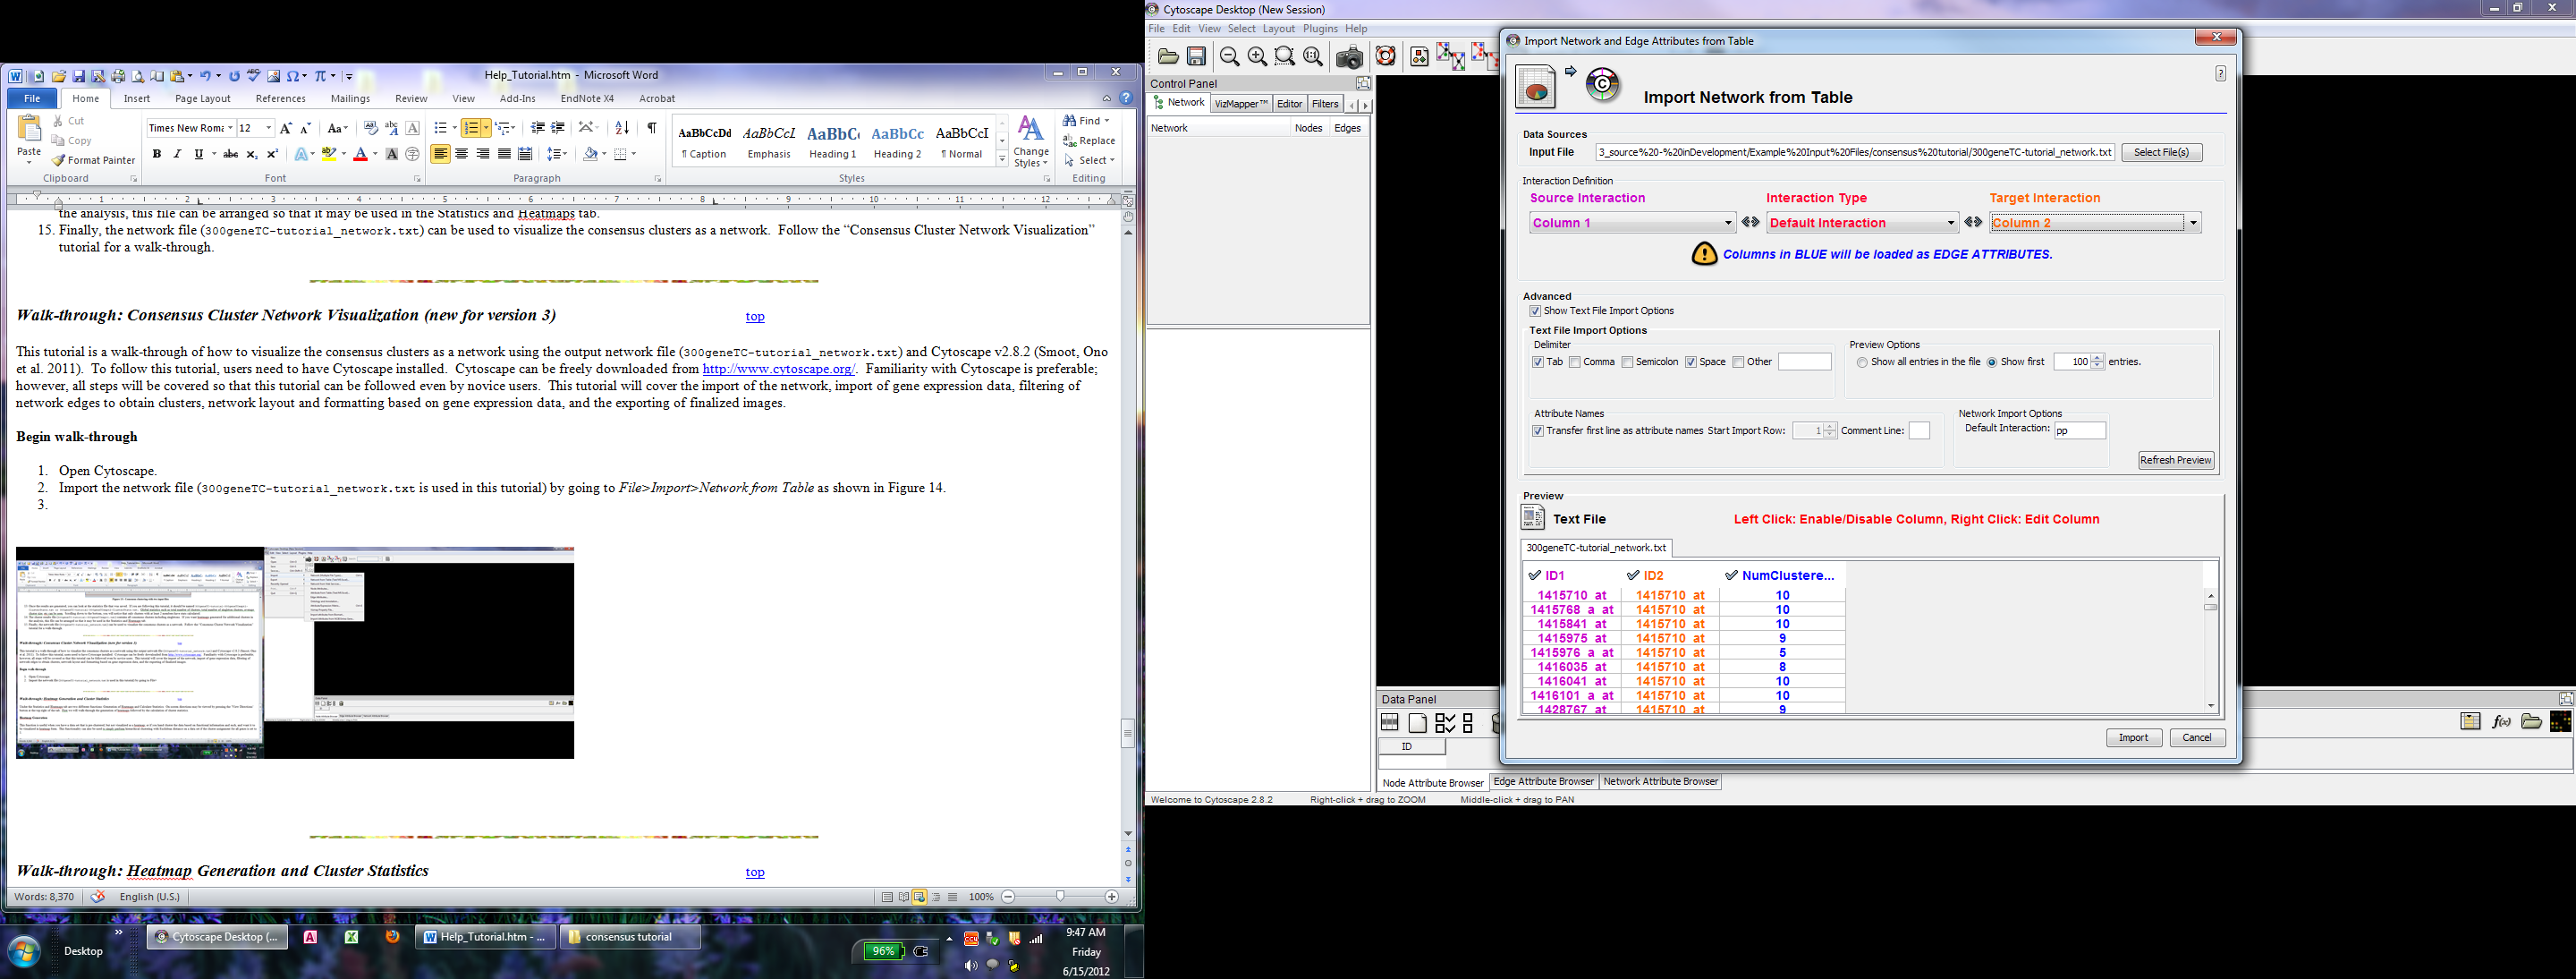 Help_Tutorial.htm - Microsoft Word
File Home Insert Page Layout References Mailings Review View Add-Ins EndNote X4 Acrobat
Paste
Cut
Copy
Format Painter
Clipboard
Times New Roma 12
Font
Paragraph
AaBbCcDd AaBbCcL AaBbC AaBbCc AaBbCcI
¶ Caption Emphasis Heading 1 Heading 2 ¶ Normal
Styles
Change
Styles
Find
Replace
Select
Editing
1 2 3 4 5 6 7 8 9 10 11 12
the analysis, this file can be arranged so that it may be used in the Statistics and Heatmaps tab.
15. Finally, the network file (300geneTC-tutorial_network.txt) can be used to visualize the consensus clusters as a network. Follow the “Consensus Cluster Network Visualization”
tutorial for a walk-through.
Walk-through: Consensus Cluster Network Visualization (new for version 3) top
This tutorial is a walk-through of how to visualize the consensus clusters as a network using the output network file (300geneTC-tutorial_network.txt) and Cytoscape v2.8.2 (Smoot, Ono
et al. 2011). To follow this tutorial, users need to have Cytoscape installed. Cytoscape can be freely downloaded from http://www.cytoscape.org/. Familiarity with Cytoscape is preferable;
however, all steps will be covered so that this tutorial can be followed even by novice users. This tutorial will cover the import of the network, import of gene expression data, filtering of
network edges to obtain clusters, network layout and formatting based on gene expression data, and the exporting of finalized images.
Begin walk-through
1. Open Cytoscape.
2. Import the network file (300geneTC-tutorial_network.txt is used in this tutorial) by going to File>Import>Network from Table as shown in Figure 14.
3.
Walk-through: Heatmap Generation and Cluster Statistics top
Words: 8,370 English (U.S.) 100%
Desktop
Cytoscape Desktop (...
Help_Tutorial.htm - ...
consensus tutorial
96%
9:47 AM
Friday
6/15/2012
Cytoscape Desktop (New Session)
File Edit View Select Layout Plugins Help
Control Panel
Network VizMapper™ Editor Filters
Network Nodes Edges
Data Panel
ID
Node Attribute Browser Edge Attribute Browser Network Attribute Browser
Welcome to Cytoscape 2.8.2 Right-click + drag to ZOOM Middle-click + drag to PAN
Import Network and Edge Attributes from Table
Import Network from Table
Data Sources
Input File 3_source%20-%20inDevelopment/Example%20Input%20Files/consensus%20tutorial/300geneTC-tutorial_network.txt Select File(s)
Interaction Definition
Source Interaction Interaction Type Target Interaction
Column 1 Default Interaction Column 2
Columns in BLUE will be loaded as EDGE ATTRIBUTES.
Advanced
Show Text File Import Options
Text File Import Options
Delimiter
Tab Comma Semicolon Space Other
Preview Options
Show all entries in the file Show first 100 entries.
Attribute Names
Transfer first line as attribute names Start Import Row: 1 Comment Line:
Network Import Options
Default Interaction: pp
Refresh Preview
Preview
Text File Left Click: Enable/Disable Column, Right Click: Edit Column
300geneTC-tutorial_network.txt
ID1 ID2 NumClustere...
1415710_at 1415710_at 10
1415768_a_at 1415710_at 10
1415841_at 1415710_at 10
1415975_at 1415710_at 9
1415976_a_at 1415710_at 5
1416035_at 1415710_at 8
1416041_at 1415710_at 10
1416101_a_at 1415710_at 10
1428767_at 1415710_at 9
Import Cancel